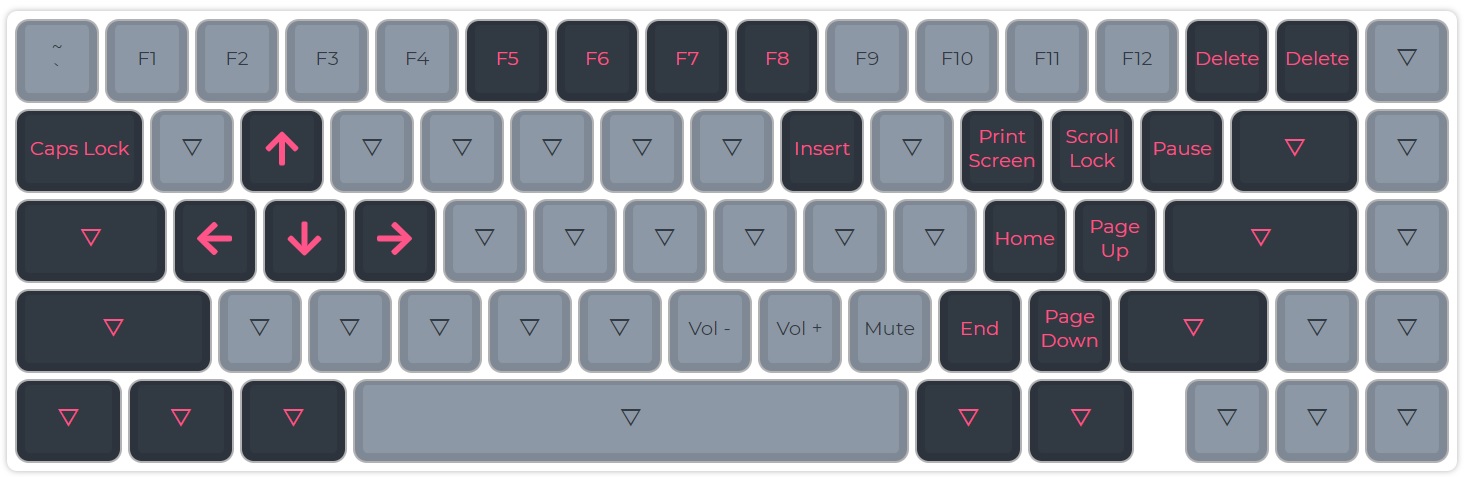 ~
` F1 F2 F3 F4 F5 F6 F7 F8 F9 F10 F11 F12 Delete Delete ▽
Caps Lock ▽ ↑ ▽ ▽ ▽ ▽ ▽ Insert ▽ Print Screen Scroll Lock Pause ▽ ▽
▽ ← ↓ → ▽ ▽ ▽ ▽ ▽ ▽ Home Page Up ▽ ▽
▽ ▽ ▽ ▽ ▽ ▽ Vol - Vol + Mute End Page Down ▽ ▽ ▽
▽ ▽ ▽ ▽ ▽ ▽ ▽ ▽ ▽